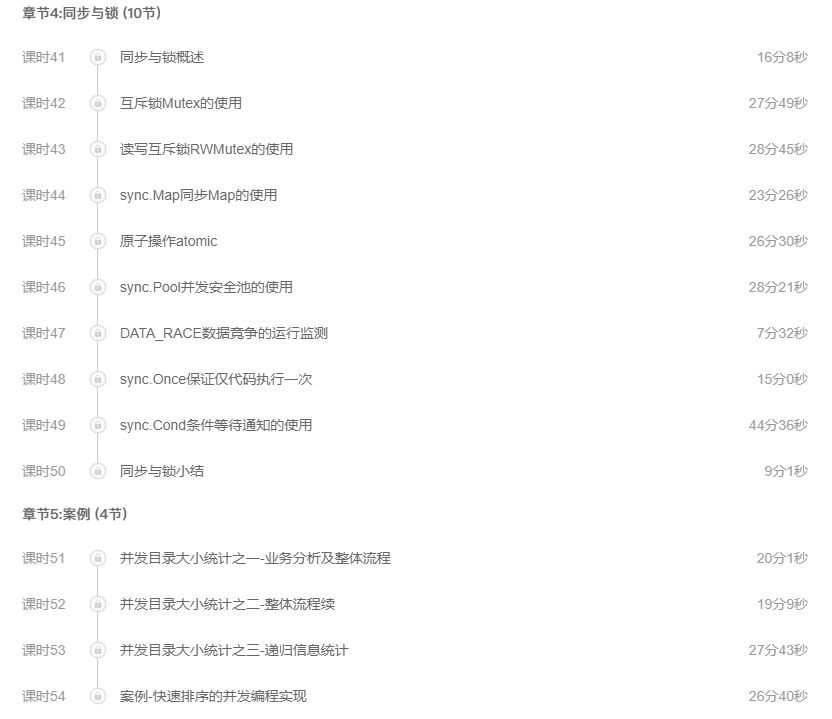 章节4:同步与锁 (10节)
课时41 同步与锁概述 16分8秒
课时42 互斥锁Mutex的使用 27分49秒
课时43 读写互斥锁RWMutex的使用 28分45秒
课时44 sync.Map同步Map的使用 23分26秒
课时45 原子操作atomic 26分30秒
课时46 sync.Pool并发安全池的使用 28分21秒
课时47 DATA_RACE数据竟争的运行监测 7分32秒
课时48 sync.Once保证仅代码执行一次 15分0秒
课时49 sync.Cond条件等待通知的使用 44分36秒
课时50 同步与锁小结 9分1秒
章节5:案例 (4节)
课时51 并发目录大小统计之一-业务分析及整体流程 20分1秒
课时52 并发目录大小统计之二-整体流程续 19分9秒
课时53 并发目录大小统计之三-递归信息统计 27分43秒
课时54 案例-快速排序的并发编程实现 26分40秒